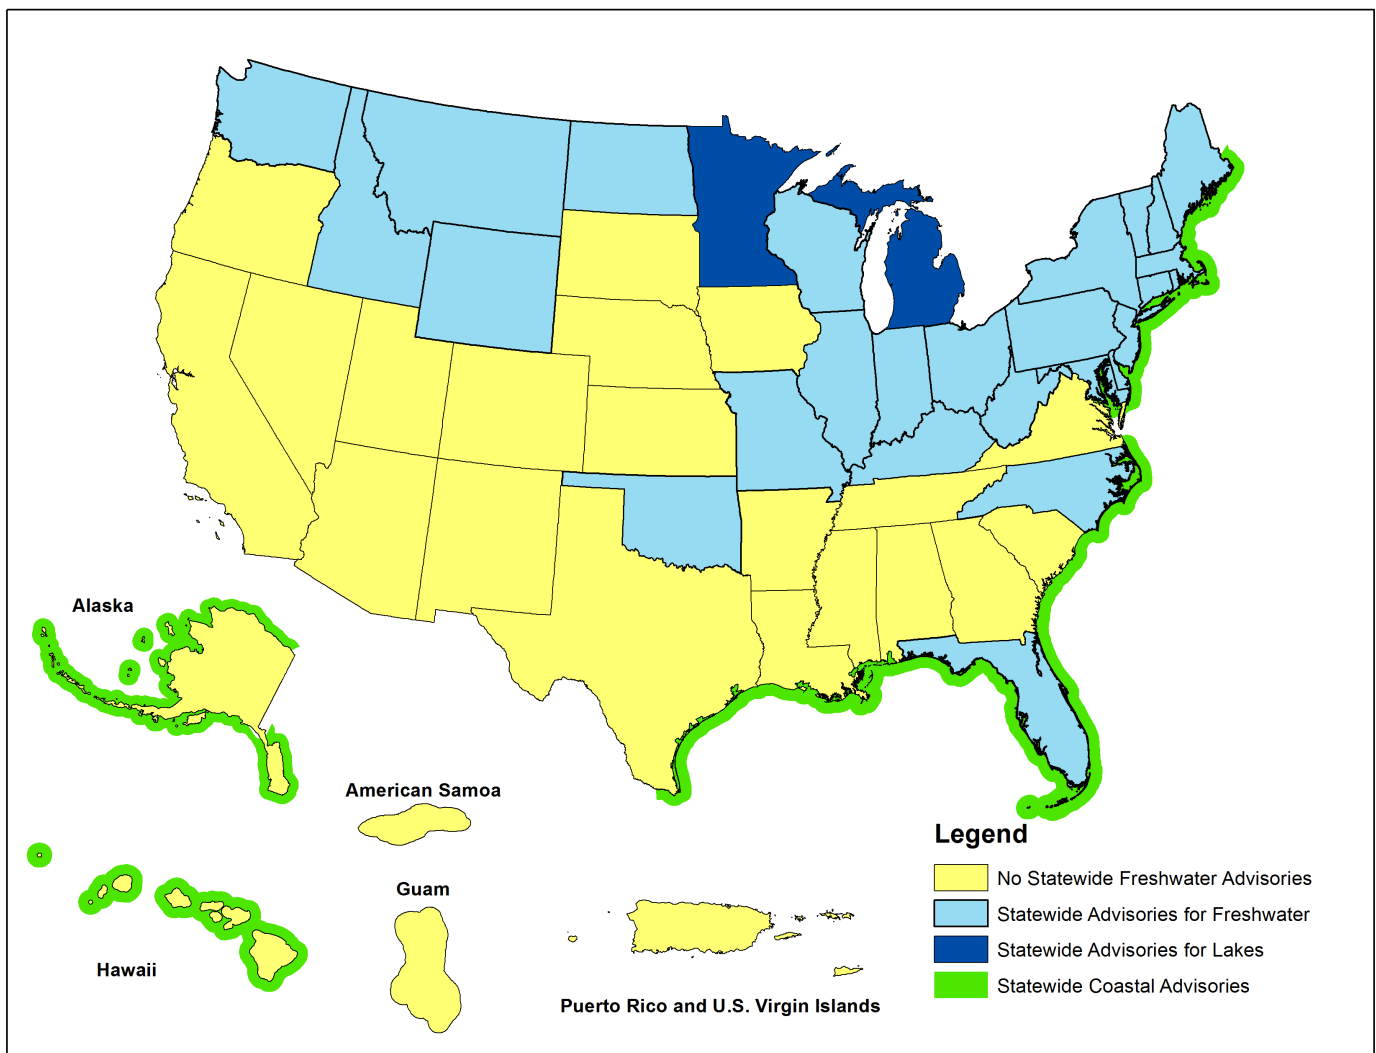 Alaska
American Samoa
Legend
No Statewide Freshwater Advisories
Guam
Statewide Advisories for Freshwater
Statewide Advisories for Lakes
Hawaii
Statewide Coastal Advisories
Puerto Rico and U.S. Virgin Islands